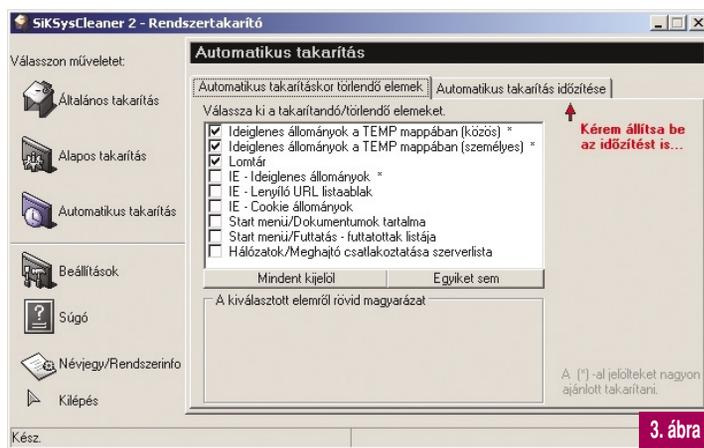 SiKSysCleaner 2 - Rendszertakarító
Válasszon műveletet:
Általános takarítás
Alapos takarítás
Automatikus takarítás
Beállítások
Súgó
Névjegy/Rendszerinfo
Kilépés
Automatikus takarítás
Automatikus takarításkor törlendő elemek
Automatikus takarítás időzítése
Válassza ki a takarítandó/törlendő elemeket.
Ideiglenes állományok a TEMP mappában (közös) *
Ideiglenes állományok a TEMP mappában (személyes) *
Lomtár
IE - Ideiglenes állományok *
IE - Lenyíló URL listaablak
IE - Cookie állományok
Start menü/Dokumentumok tartalma
Start menü/Futtatás - futtatottak listája
Hálózatok/Meghajtó csatlakoztatása szerverlista
Mindent kijelöl
Egyiket sem
A kiválasztott elemről rövid magyarázat
Kérem állítsa be
az időzítést is...
A (*) -al jelölteket nagyon
ajánlott takarítani.
Kész.
3. ábra